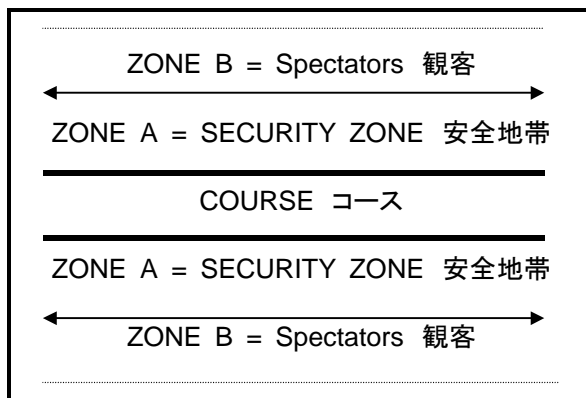 ZONE B = Spectators 観客
ZONE A = SECURITY ZONE 安全地帯
COURSE コース
ZONE A = SECURITY ZONE 安全地帯
ZONE B = Spectators 観客